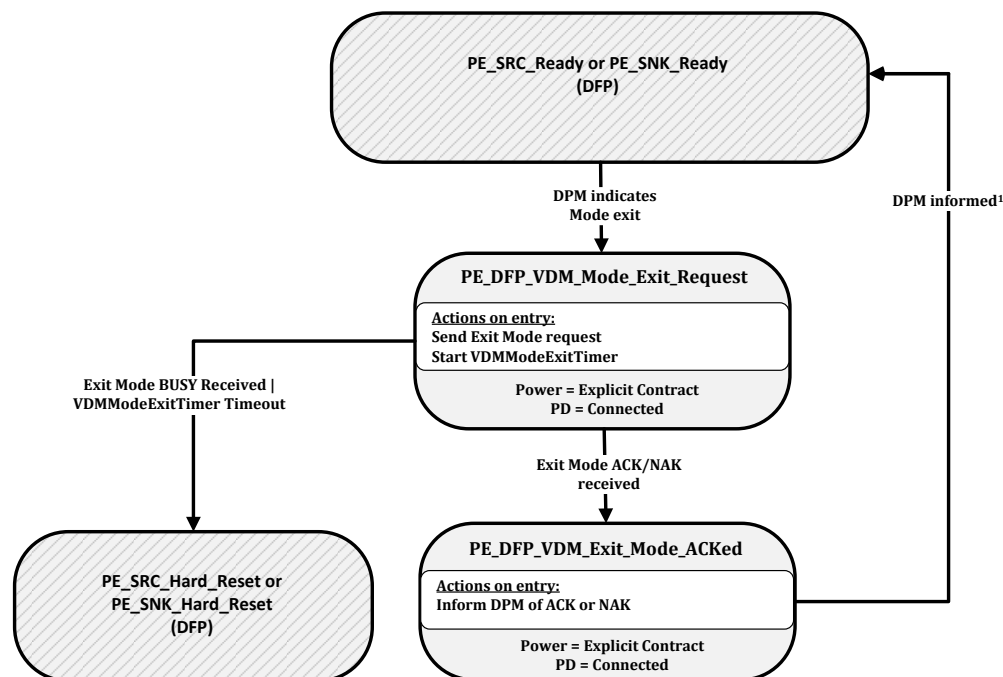 PE_SRC_Ready or PE_SNK_Ready
(DFP)
DPM indicates
Mode exit
DPM informed¹
PE_DFP_VDM_Mode_Exit_Request
Actions on entry:
Send Exit Mode request
Start VDMModeExitTimer
Power = Explicit Contract
PD = Connected
Exit Mode BUSY Received |
VDMModeExitTimer Timeout
Exit Mode ACK/NAK
received
PE_SRC_Hard_Reset or
PE_SNK_Hard_Reset
(DFP)
PE_DFP_VDM_Exit_Mode_ACKed
Actions on entry:
Inform DPM of ACK or NAK
Power = Explicit Contract
PD = Connected